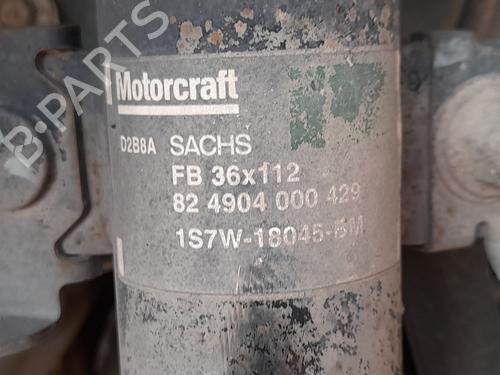 Motorcraft
D2B8A SACHS
FB 36x112
82 4904 000 429
1S7W-18045-BM
B-PARTS